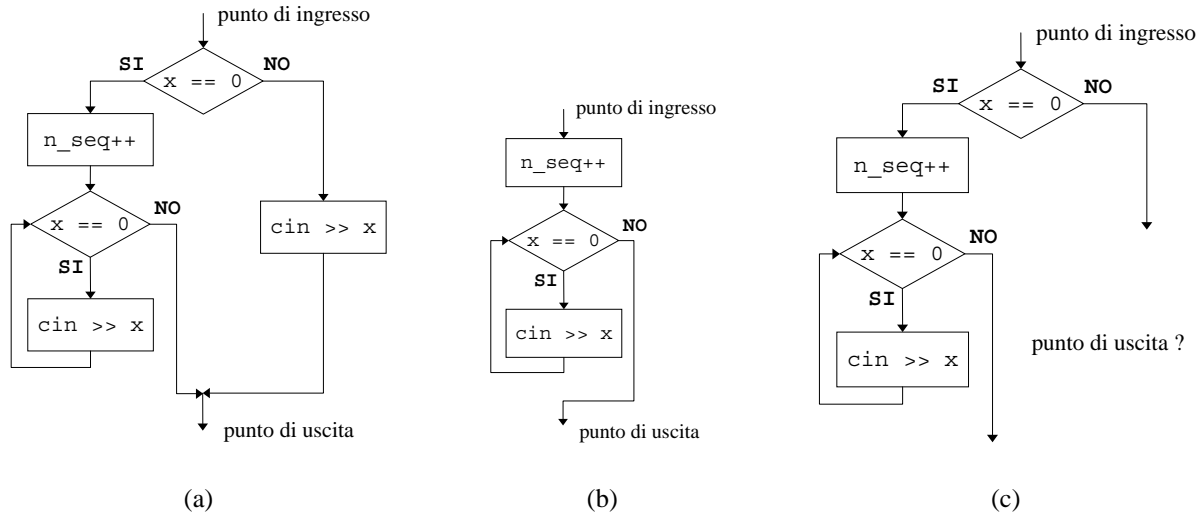 punto di ingresso
SI
NO
x == 0
n_seq++
x == 0
NO
SI
cin >> x
cin >> x
punto di uscita
(a)
punto di ingresso
n_seq++
x == 0
NO
SI
cin >> x
punto di uscita
(b)
punto di ingresso
SI
NO
x == 0
n_seq++
x == 0
NO
SI
cin >> x
punto di uscita ?
(c)